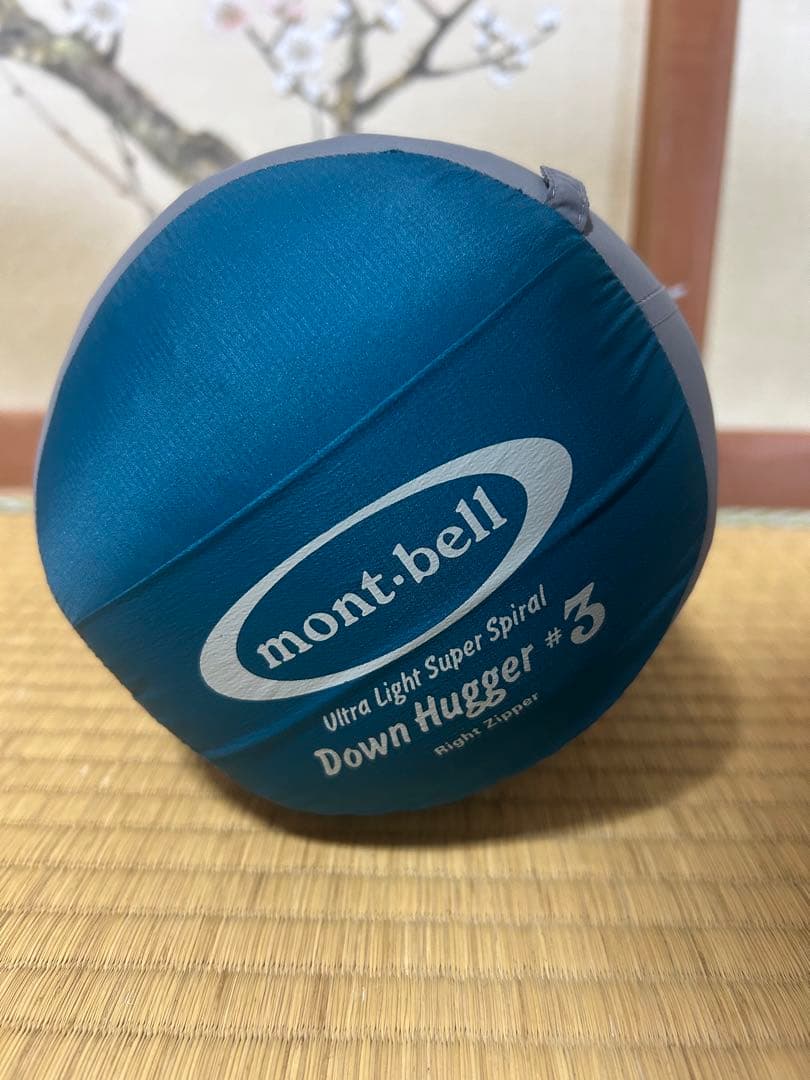 mont·bell
Ultra Light Super Spiral
Down Hugger #3
Right Zipper